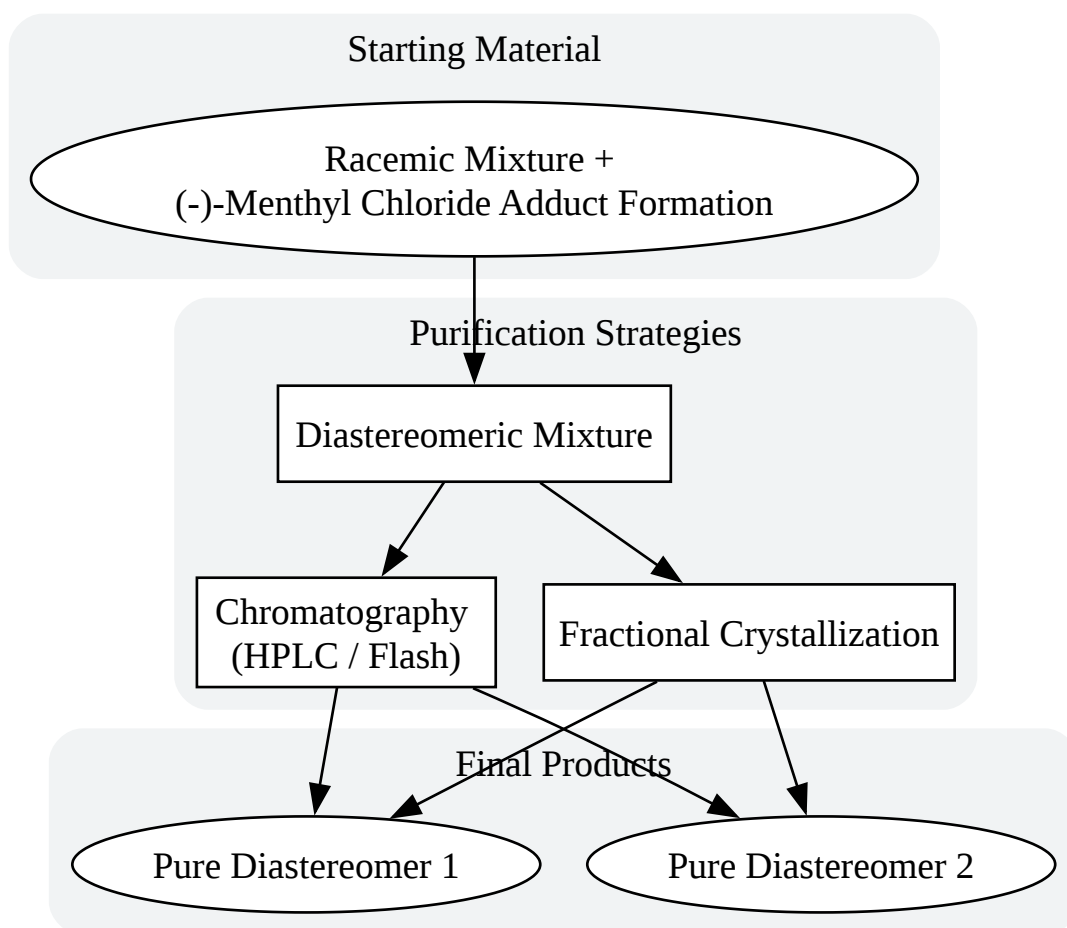 Starting Material
Racemic Mixture +
(-)-Menthyl Chloride Adduct Formation
Purification Strategies
Diastereomeric Mixture
Chromatography
(HPLC / Flash)
Fractional Crystallization
Final Products
Pure Diastereomer 1
Pure Diastereomer 2